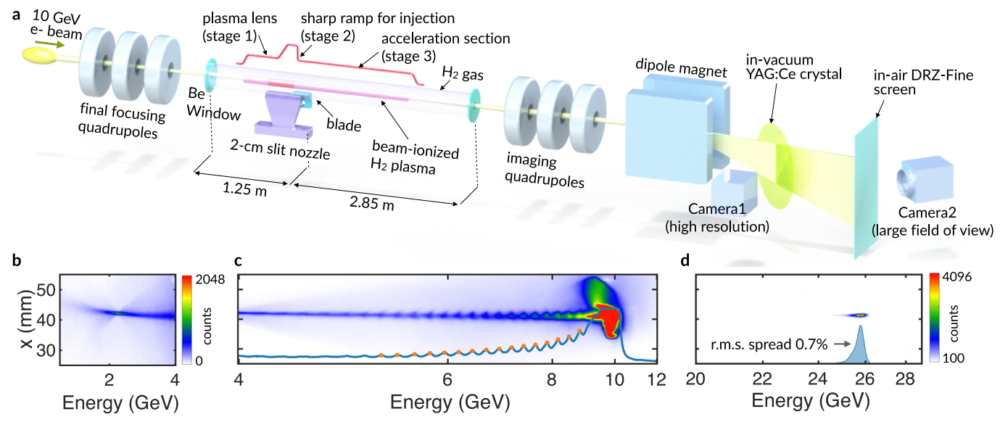 a
10 GeV
e- beam
plasma lens
(stage 1)
sharp ramp for injection
(stage 2)
acceleration section
(stage 3)
H2 gas
dipole magnet
in-vacuum
YAG:Ce crystal
in-air DRZ-Fine
screen
Be
Window
final focusing
quadrupoles
blade
2-cm slit nozzle
beam-ionized
H2 plasma
imaging
quadrupoles
1.25 m
2.85 m
Camera1
(high resolution)
Camera2
(large field of view)
b
x (mm)
50
40
30
2
4
Energy (GeV)
2048
counts
0
c
4
6
8
10
12
Energy (GeV)
d
r.m.s. spread 0.7%
20
22
24
26
28
Energy (GeV)
4096
counts
100